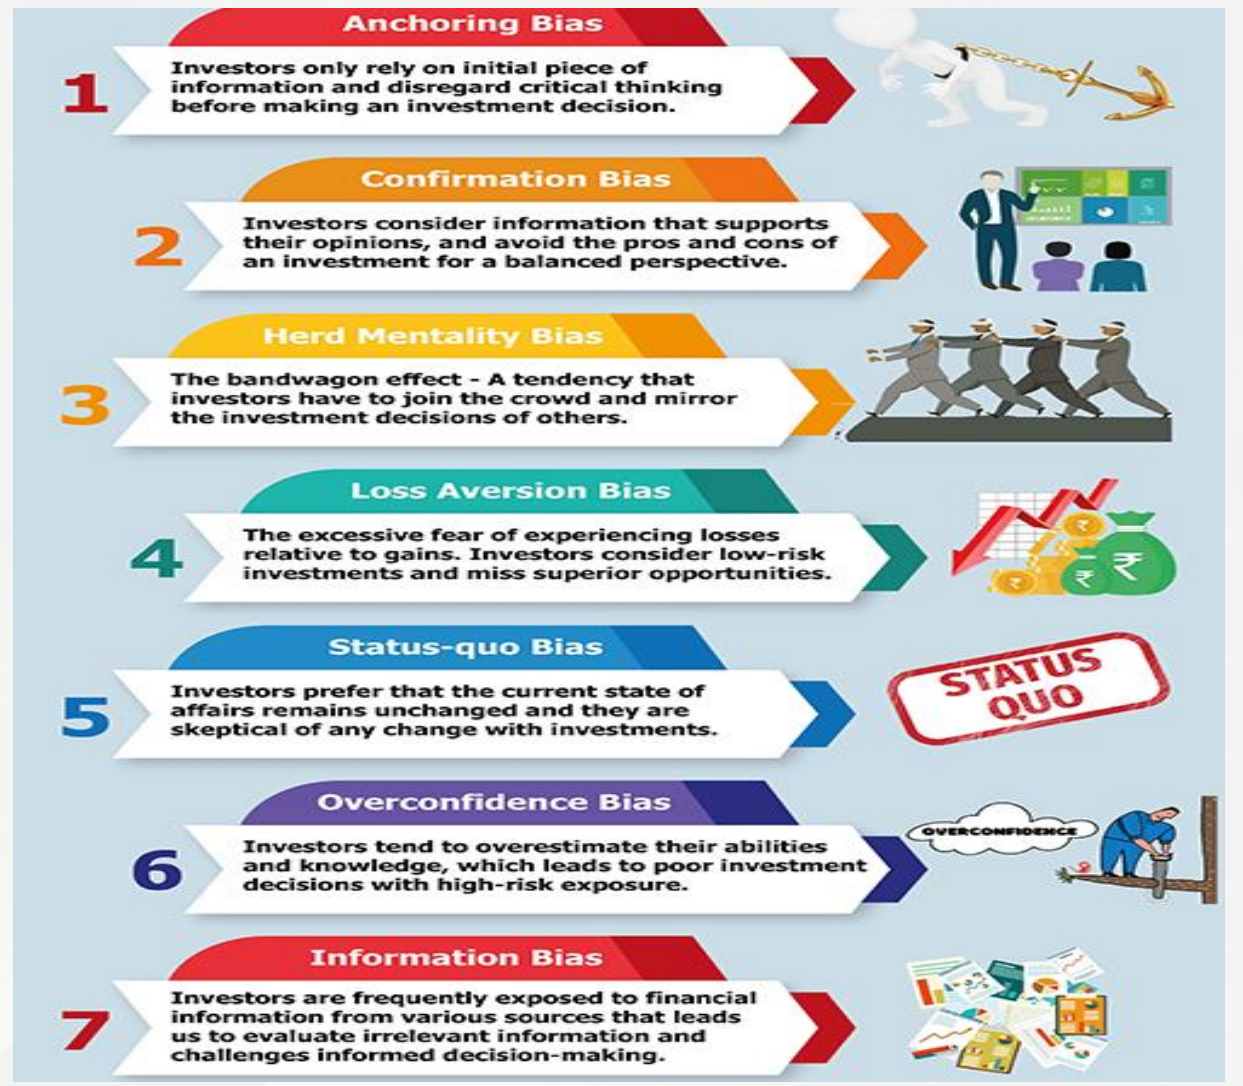 Anchoring Bias
1
Investors only rely on initial piece of
information and disregard critical thinking
before making an investment decision.
Confirmation Bias
2
Investors consider information that supports
their opinions, and avoid the pros and cons of
an investment for a balanced perspective.
Herd Mentality Bias
3
The bandwagon effect - A tendency that
investors have to join the crowd and mirror
the investment decisions of others.
Loss Aversion Bias
4
The excessive fear of experiencing losses
relative to gains. Investors consider low-risk
investments and miss superior opportunities.
₹
₹
₹
₹
Status-quo Bias
5
Investors prefer that the current state of
affairs remains unchanged and they are
skeptical of any change with investments.
STATUS
QUO
Overconfidence Bias
6
Investors tend to overestimate their abilities
and knowledge, which leads to poor investment
decisions with high-risk exposure.
OVERCONFIDENCE
Information Bias
7
Investors are frequently exposed to financial
information from various sources that leads
us to evaluate irrelevant information and
challenges informed decision-making.